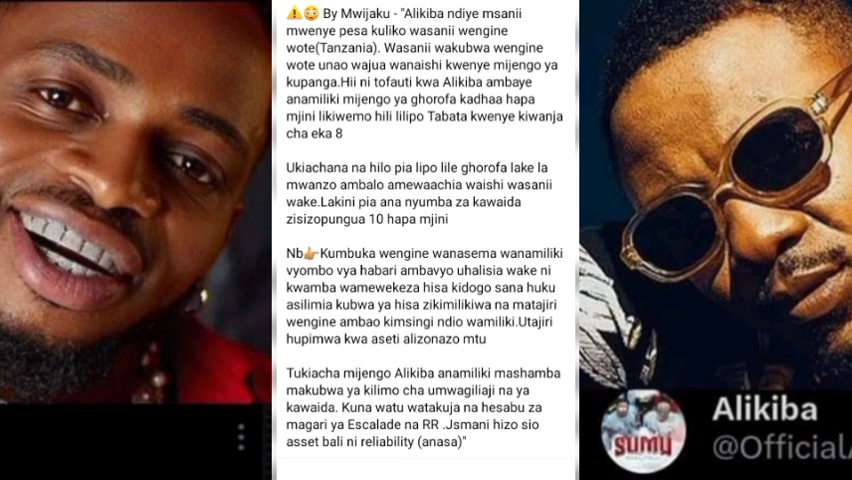 ⚠️😳 By Mwijaku - "Alikiba ndiye msanii
mwenye pesa kuliko wasanii wengine
wote(Tanzania). Wasanii wakubwa wengine
wote unao wajua wanaishi kwenye mijengo ya
kupanga.Hii ni tofauti kwa Alikiba ambaye
anamiliki mijengo ya ghorofa kadhaa hapa
mjini likiwemo hili lilipo Tabata kwenye kiwanja
cha eka 8
Ukiachana na hilo pia lipo lile ghorofa lake la
mwanzo ambalo amewaachia waishi wasanii
wake.Lakini pia ana nyumba za kawaida
zisizopungua 10 hapa mjini
Nb👉Kumbuka wengine wanasema wanamiliki
vyombo vya habari ambavyo uhalisia wake ni
kwamba wamewekeza hisa kidogo sana huku
asilimia kubwa ya hisa zikimilikiwa na matajiri
wengine ambao kimsingi ndio wamiliki.Utajiri
hupimwa kwa aseti alizonazo mtu
Tukiacha mijengo Alikiba anamiliki mashamba
makubwa ya kilimo cha umwagiliaji na ya
kawaida. Kuna watu watakuja na hesabu za
magari ya Escalade na RR .Jsmani hizo sio
asset bali ni reliability (anasa)"
SUMU
Alikiba
@OfficialA